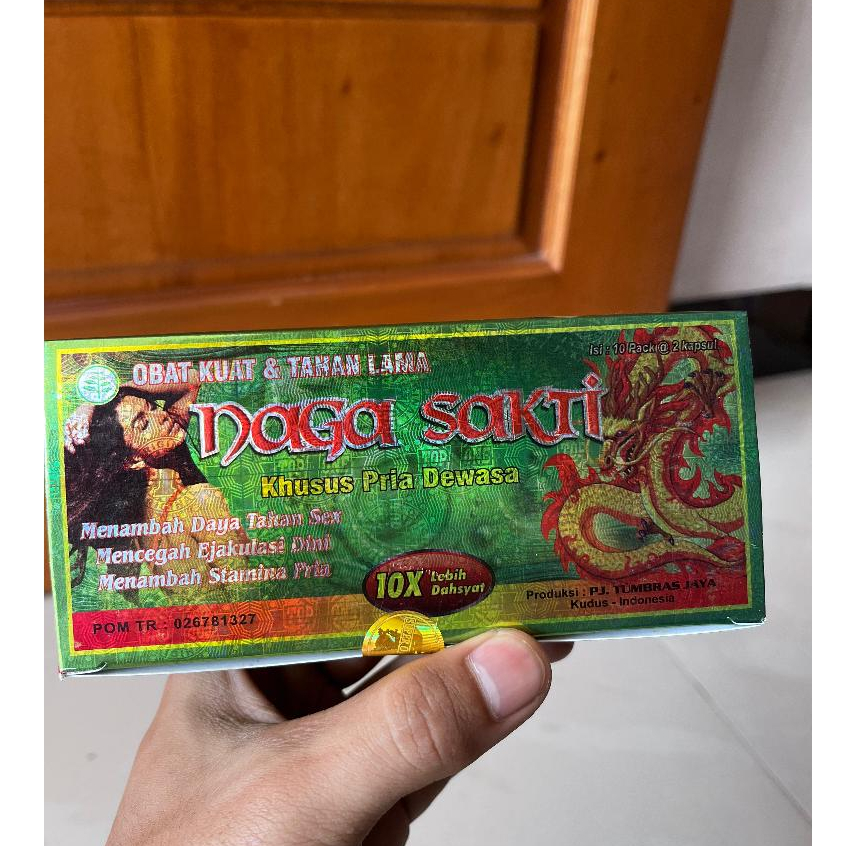 Isi : 10 Pack @ 2 kapsul
OBAT KUAT & TAHAN LAMA
NAGA SAKTI
Khusus Pria Dewasa
Menambah Daya Tahan Sex
Mencegah Ejakulasi Dini
Menambah Stamina Pria
10X Lebih
Dahsyat
POM TR : 026781327
Produksi : PJ. TUMBRAS JAYA
Kudus - Indonesia